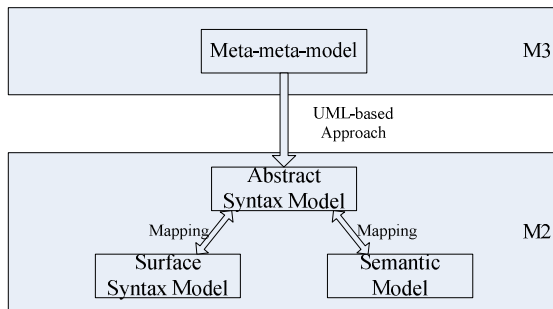 Meta-meta-model
M3
UML-based
Approach
Abstract
Syntax Model
Mapping
Mapping
M2
Surface
Syntax Model
Semantic
Model